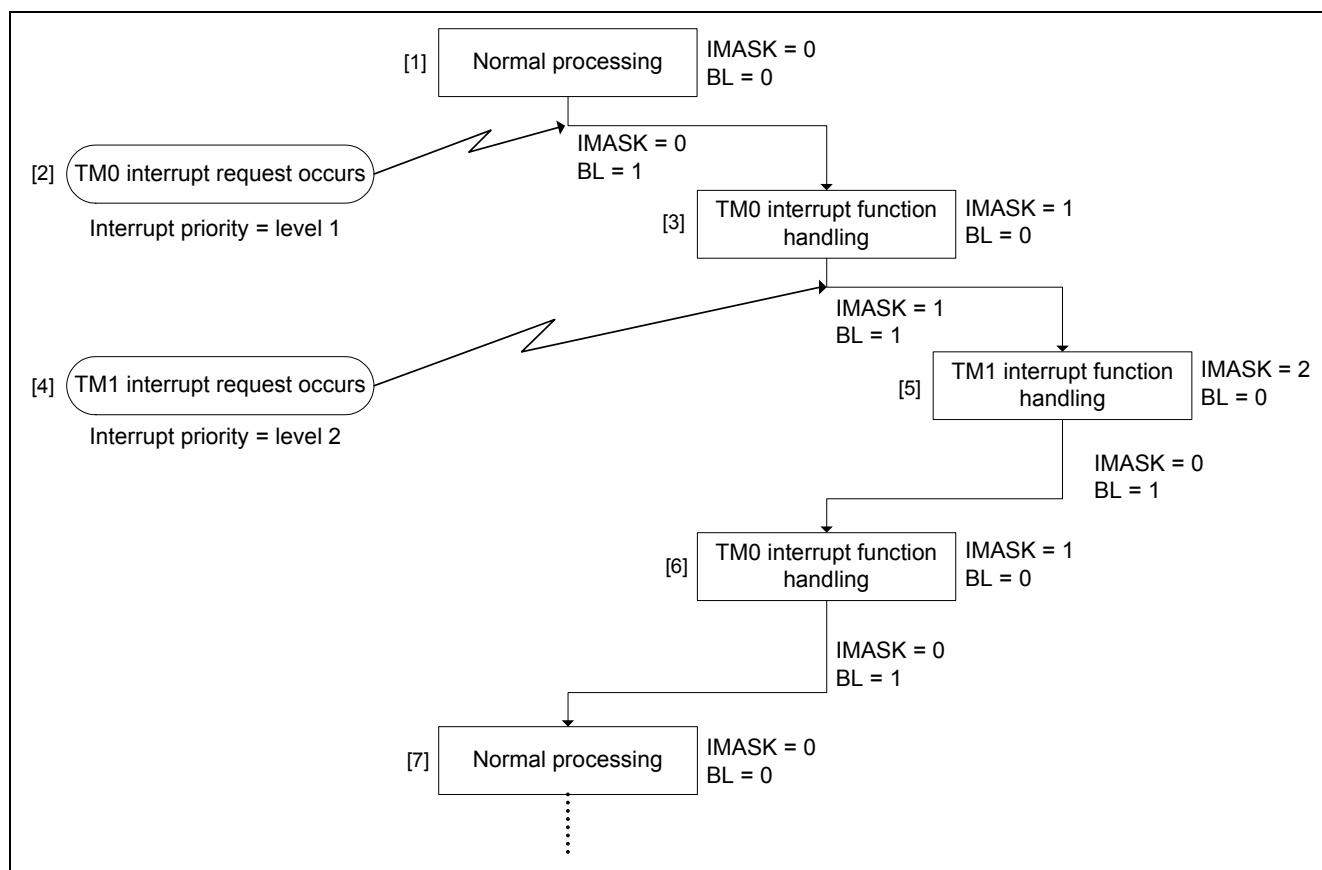 [1]
Normal processing
IMASK = 0
BL = 0
IMASK = 0
BL = 1
[2]
TM0 interrupt request occurs
Interrupt priority = level 1
[3]
TM0 interrupt function
handling
IMASK = 1
BL = 0
IMASK = 1
BL = 1
[4]
TM1 interrupt request occurs
Interrupt priority = level 2
[5]
TM1 interrupt function
handling
IMASK = 2
BL = 0
IMASK = 0
BL = 1
[6]
TM0 interrupt function
handling
IMASK = 1
BL = 0
IMASK = 0
BL = 1
[7]
Normal processing
IMASK = 0
BL = 0